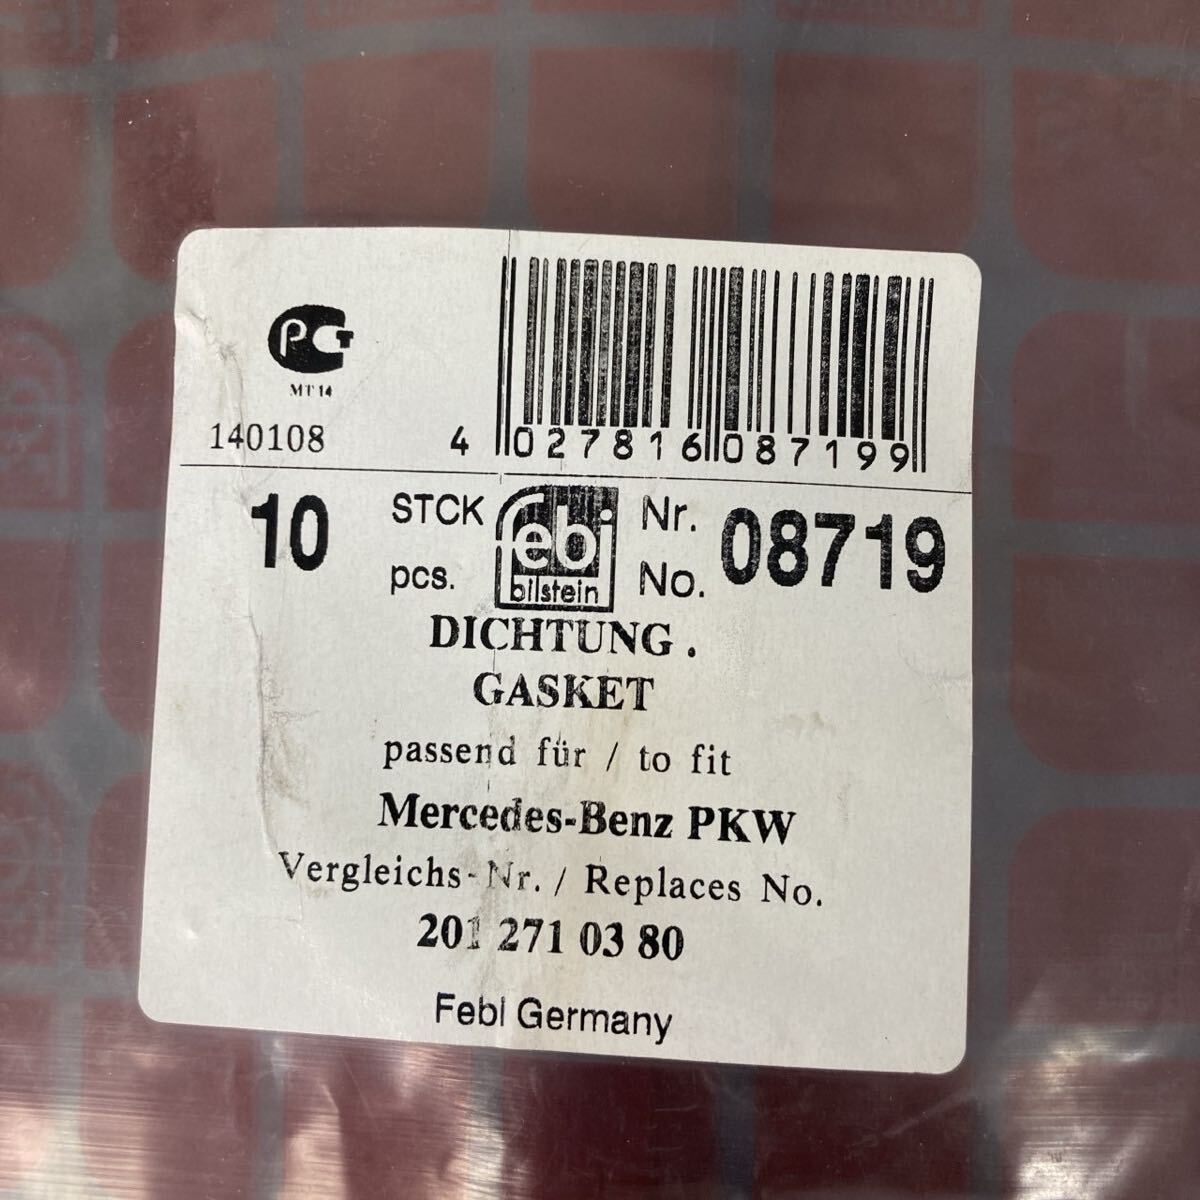 PCT
MT14
140108
4 027816 087199
10 STCK pcs. febi bilstein Nr. No. 08719
DICHTUNG .
GASKET
passend für / to fit
Mercedes-Benz PKW
Vergleichs-Nr. / Replaces No.
201 271 03 80
Febi Germany